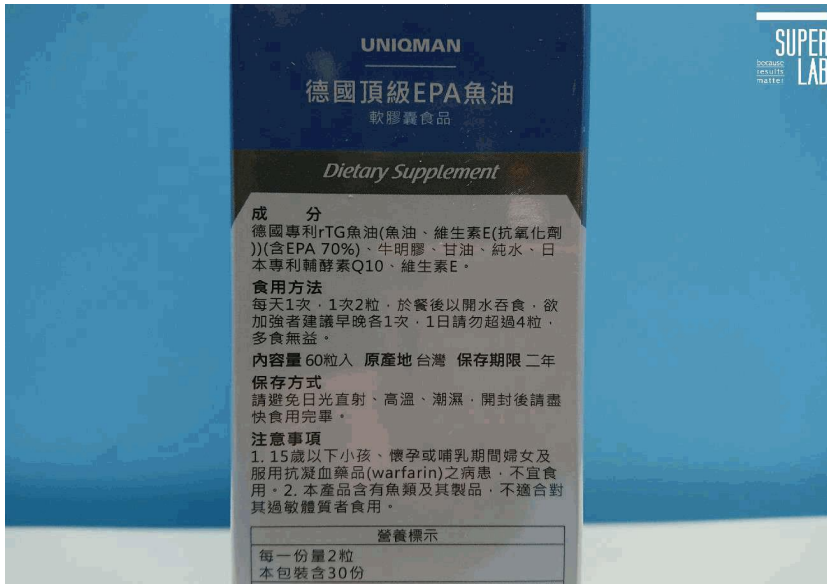 UNIQMAN
德國頂級EPA魚油
軟膠囊食品
Dietary Supplement
成 分
德國專利rTG魚油(魚油、維生素E(抗氧化劑
))(含EPA 70%)、牛明膠、甘油、純水、日
本專利輔酵素Q10、維生素E。
食用方法
每天1次，1次2粒，於餐後以開水吞食，欲
加強者建議早晚各1次，1日請勿超過4粒，
多食無益。
內容量 60粒入 原產地 台灣 保存期限 二年
保存方式
請避免日光直射、高溫、潮濕，開封後請盡
快食用完畢。
注意事項
1. 15歲以下小孩、懷孕或哺乳期間婦女及
服用抗凝血藥品(warfarin)之病患，不宜食
用。2. 本產品含有魚類及其製品，不適合對
其過敏體質者食用。
營養標示
每一份量2粒
本包裝含30份
SUPER
LAB
because
results
matter